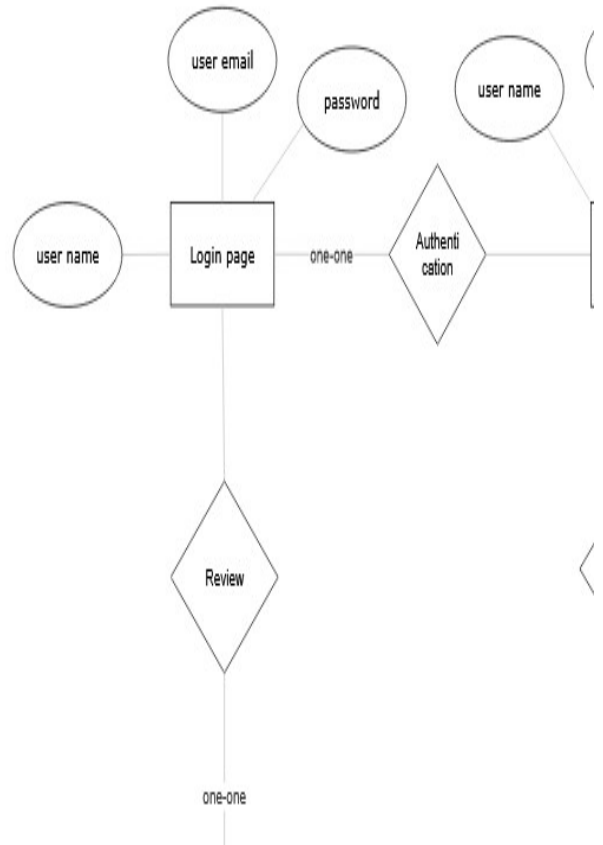 user email
password
user name
user name
Login page
one-one
Authenti
cation
Review
one-one